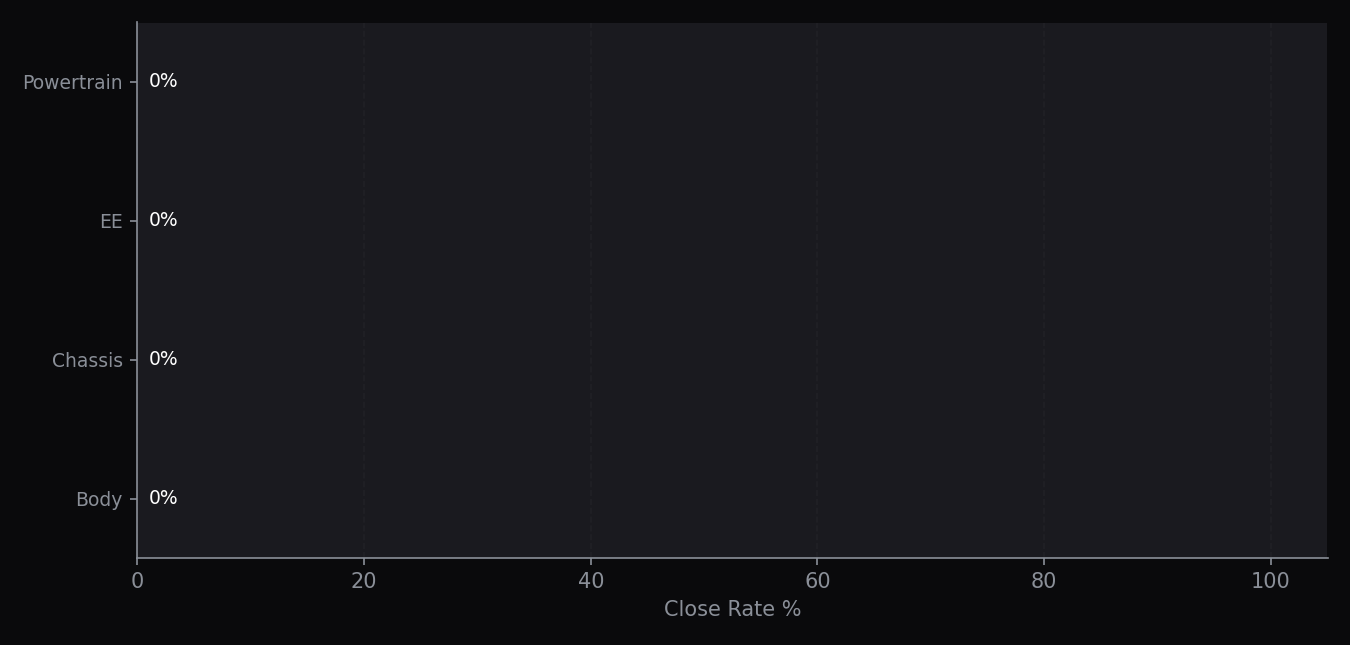 Powertrain 0%
EE 0%
Chassis 0%
Body 0%
0 20 40 60 80 100
Close Rate %